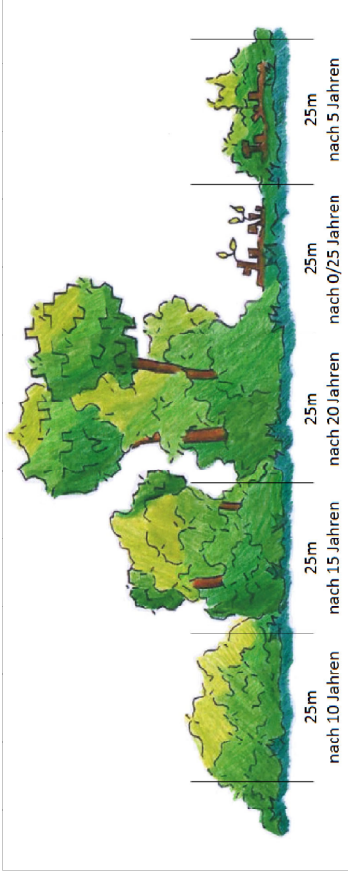 25m
nach 10 Jahren
25m
nach 15 Jahren
25m
nach 20 Jahren
25m
nach 0/25 Jahren
25m
nach 5 Jahren